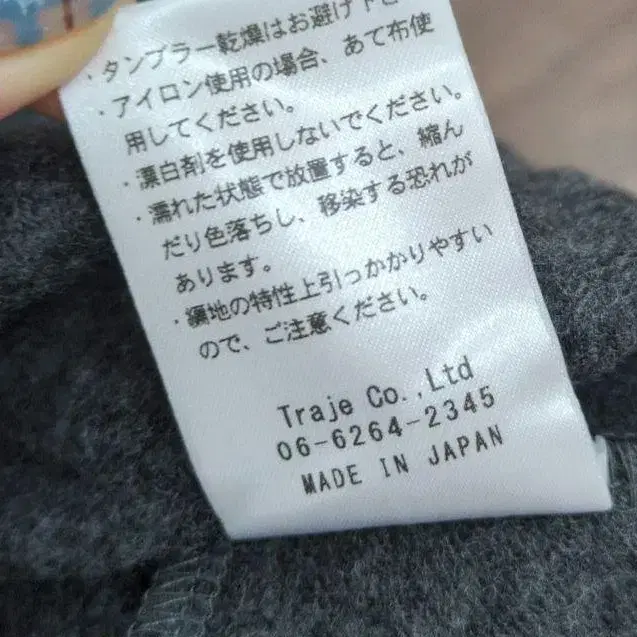 ・タンブラー乾燥はお避け下さ
・アイロン使用の場合、あて布使
用してください。
・漂白剤を使用しないでください。
・濡れた状態で放置すると、縮ん
だり色落ちし、移染する恐れが
あります。
・編地の特性上引っかかりやすい
ので、ご注意ください。
Traje Co.,Ltd
06-6264-2345
MADE IN JAPAN